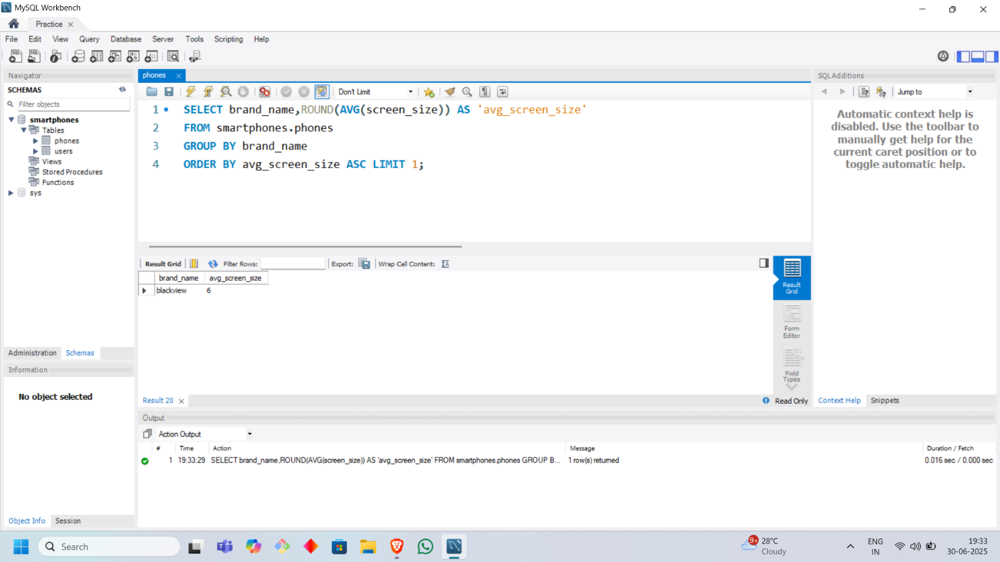 MySQL Workbench
Practice
File Edit View Query Database Server Tools Scripting Help
Navigator
SCHEMAS
Filter objects
smartphones
Tables
phones
users
Views
Stored Procedures
Functions
sys
Administration Schemas
Information
No object selected
Object Info Session
phones
Don't Limit
1 SELECT brand_name,ROUND(AVG(screen_size)) AS 'avg_screen_size'
2 FROM smartphones.phones
3 GROUP BY brand_name
4 ORDER BY avg_screen_size ASC LIMIT 1;
Result Grid Filter Rows: Export: Wrap Cell Content:
brand_name avg_screen_size
blackview 6
Result Grid
Form Editor
Field Types
Result 20
Read Only
SQLAdditions
Jump to
Automatic context help is
disabled. Use the toolbar to
manually get help for the
current caret position or to
toggle automatic help.
Context Help Snippets
Output
Action Output
# Time Action Message Duration / Fetch
1 19:33:29 SELECT brand_name,ROUND(AVG(screen_size)) AS 'avg_screen_size' FROM smartphones.phones GROUP B... 1 row(s) returned 0.016 sec / 0.000 sec
Search
9+
28°C
Cloudy
ENG
IN
19:33
30-06-2025